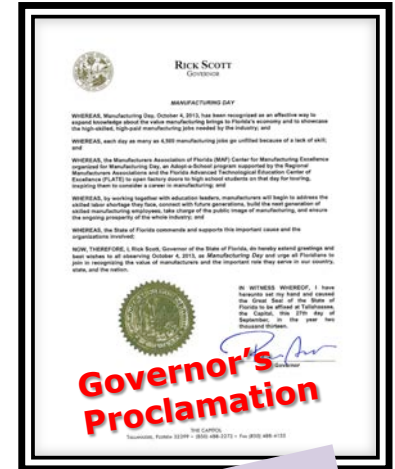 RICK SCOTT
GOVERNOR
MANUFACTURING DAY
WHEREAS, Manufacturing Day, October 4, 2013, has been recognized as an effective way to
expand knowledge about the value manufacturing brings to Florida's economy and to showcase
the high-skilled, high-paid manufacturing jobs needed by the industry; and
WHEREAS, each day as many as 4,500 manufacturing jobs go unfilled because of a lack of skill;
and
WHEREAS, the Manufacturers Association of Florida (MAF) Center for Manufacturing Excellence
organized for Manufacturing Day, an Adopt-a-School program supported by the Regional
Manufacturers Associations and the Florida Advanced Technological Education Center of
Excellence (FLATE) to open factory doors to high school students on that day for touring,
inspiring them to consider a career in manufacturing; and
WHEREAS, by working together with education leaders, manufacturers will begin to address the
skilled labor shortage they face, connect with future generations, build the next generation of
skilled manufacturing employees, take charge of the public image of manufacturing, and ensure
the ongoing prosperity of the whole industry; and
WHEREAS, the State of Florida commends and supports this important cause and the
organizations involved;
NOW, THEREFORE, I, Rick Scott, Governor of the State of Florida, do hereby extend greetings and
best wishes to all observing October 4, 2013, as Manufacturing Day and urge all Floridians to
join in recognizing the value of manufacturers and the important role they serve in our country,
state, and the nation.
IN WITNESS WHEREOF, I have
hereunto set my hand and caused
the Great Seal of the State of
Florida to be affixed at Tallahassee,
the Capital, this 27th day of
September, in the year two
thousand thirteen.
Governor
Governor's
Proclamation
THE CAPITOL
TALLAHASSEE, FLORIDA 32399 • (850) 488-2272 • Fax (850) 488-4133